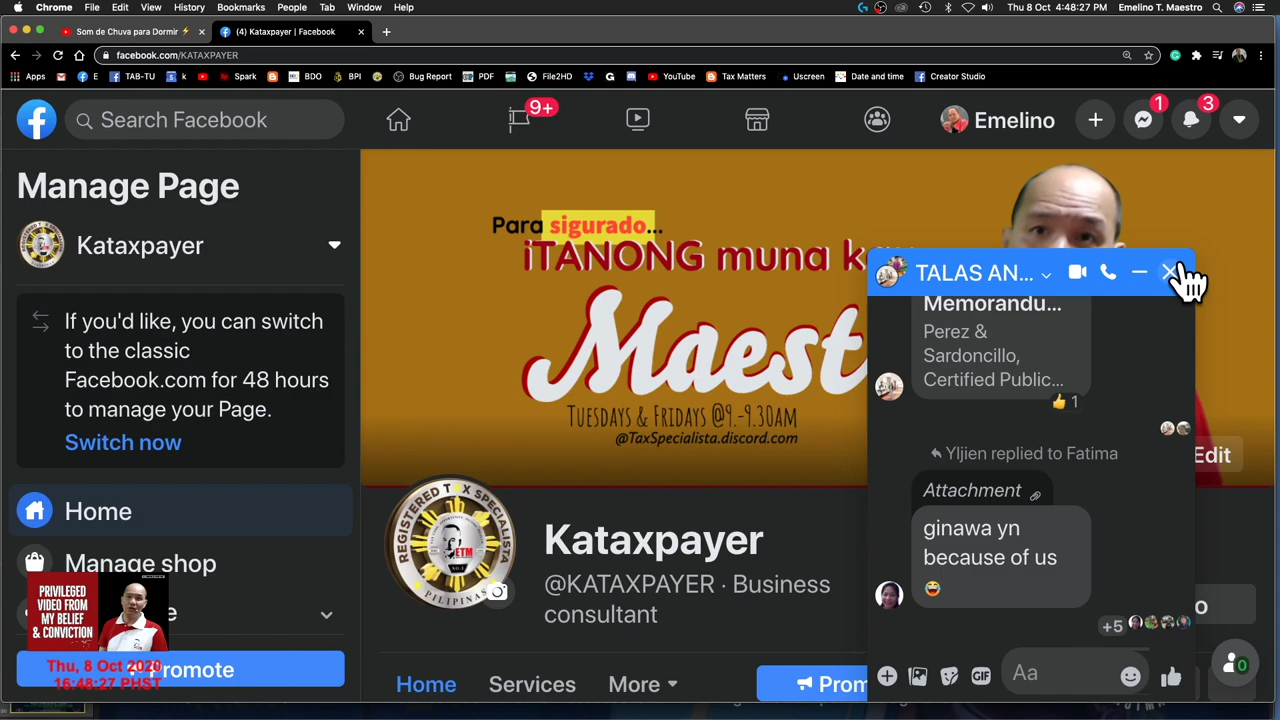 Chrome File Edit View History Bookmarks People Tab Window Help
Thu 8 Oct 4:48:27 PM Emelino T. Maestro
Som de Chuva para Dormir
(4) Kataxpayer | Facebook
facebook.com/KATAXPAYER
Apps E TAB-TU k Spark BDO BPI Bug Report PDF File2HD YouTube Tax Matters Uscreen Date and time Creator Studio
Search Facebook
9+
Emelino
1
3
Manage Page
Kataxpayer
If you'd like, you can switch
to the classic
Facebook.com for 48 hours
to manage your Page.
Switch now
Home
Manage shop
Promote
PRIVILEGED
VIDEO FROM
MY BELIEF
& CONVICTION
Thu, 8 Oct 2020
16:48:27 PHST
Para sigurado...
iTANONG muna k
Maest
TUESDAYS & FRIDAYS @9.-9.30AM
@TaxSpecialista.discord.com
Edit
REGISTERED TAX SPECIALISTA
ETM
PILIPINAS
Kataxpayer
@KATAXPAYER · Business
consultant
Home Services More
Prom
TALAS AN...
Memorandu...
Perez &
Sardoncillo,
Certified Public...
1
Yljien replied to Fatima
Attachment
ginawa yn
because of us
+5
GIF
Aa
0